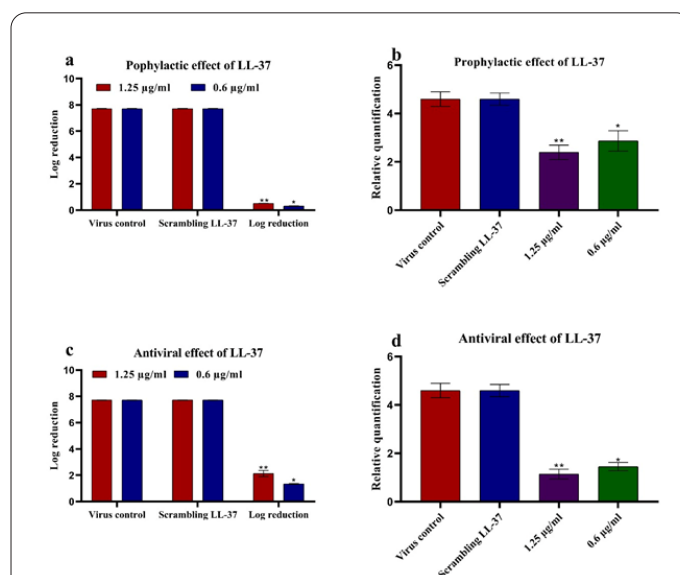 a
Pophylactic effect of LL-37
1.25 µg/ml
0.6 µg/ml
Log reduction
10
8
6
4
2
0
**
*
Virus control
Scrambling LL-37
Log reduction
b
Prophylactic effect of LL-37
Relative quantification
6
4
2
0
**
*
Virus control
Scrambling LL-37
1.25 µg/ml
0.6 µg/ml
c
Antiviral effect of LL-37
1.25 µg/ml
0.6 µg/ml
Log reduction
10
8
6
4
2
0
**
*
Virus control
Scrambling LL-37
Log reduction
d
Antiviral effect of LL-37
Relative quantification
6
4
2
0
**
*
Virus control
Scrambling LL-37
1.25 µg/ml
0.6 µg/ml